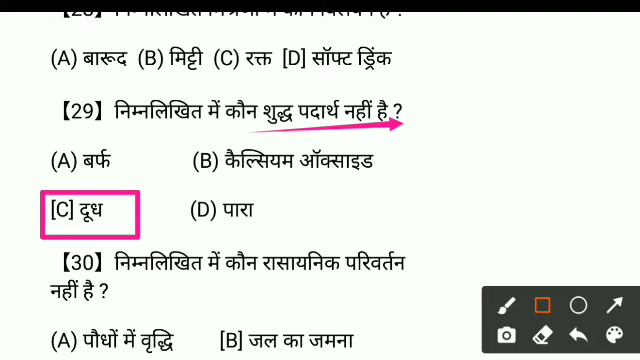 (A) बारूद (B) मिट्टी (C) रक्त [D] सॉफ्ट ड्रिंक
【29】 निम्नलिखित में कौन शुद्ध पदार्थ नहीं है ?
(A) बर्फ (B) कैल्सियम ऑक्साइड
[C] दूध (D) पारा
【30】 निम्नलिखित में कौन रासायनिक परिवर्तन
नहीं है ?
(A) पौधों में वृद्धि [B] जल का जमना